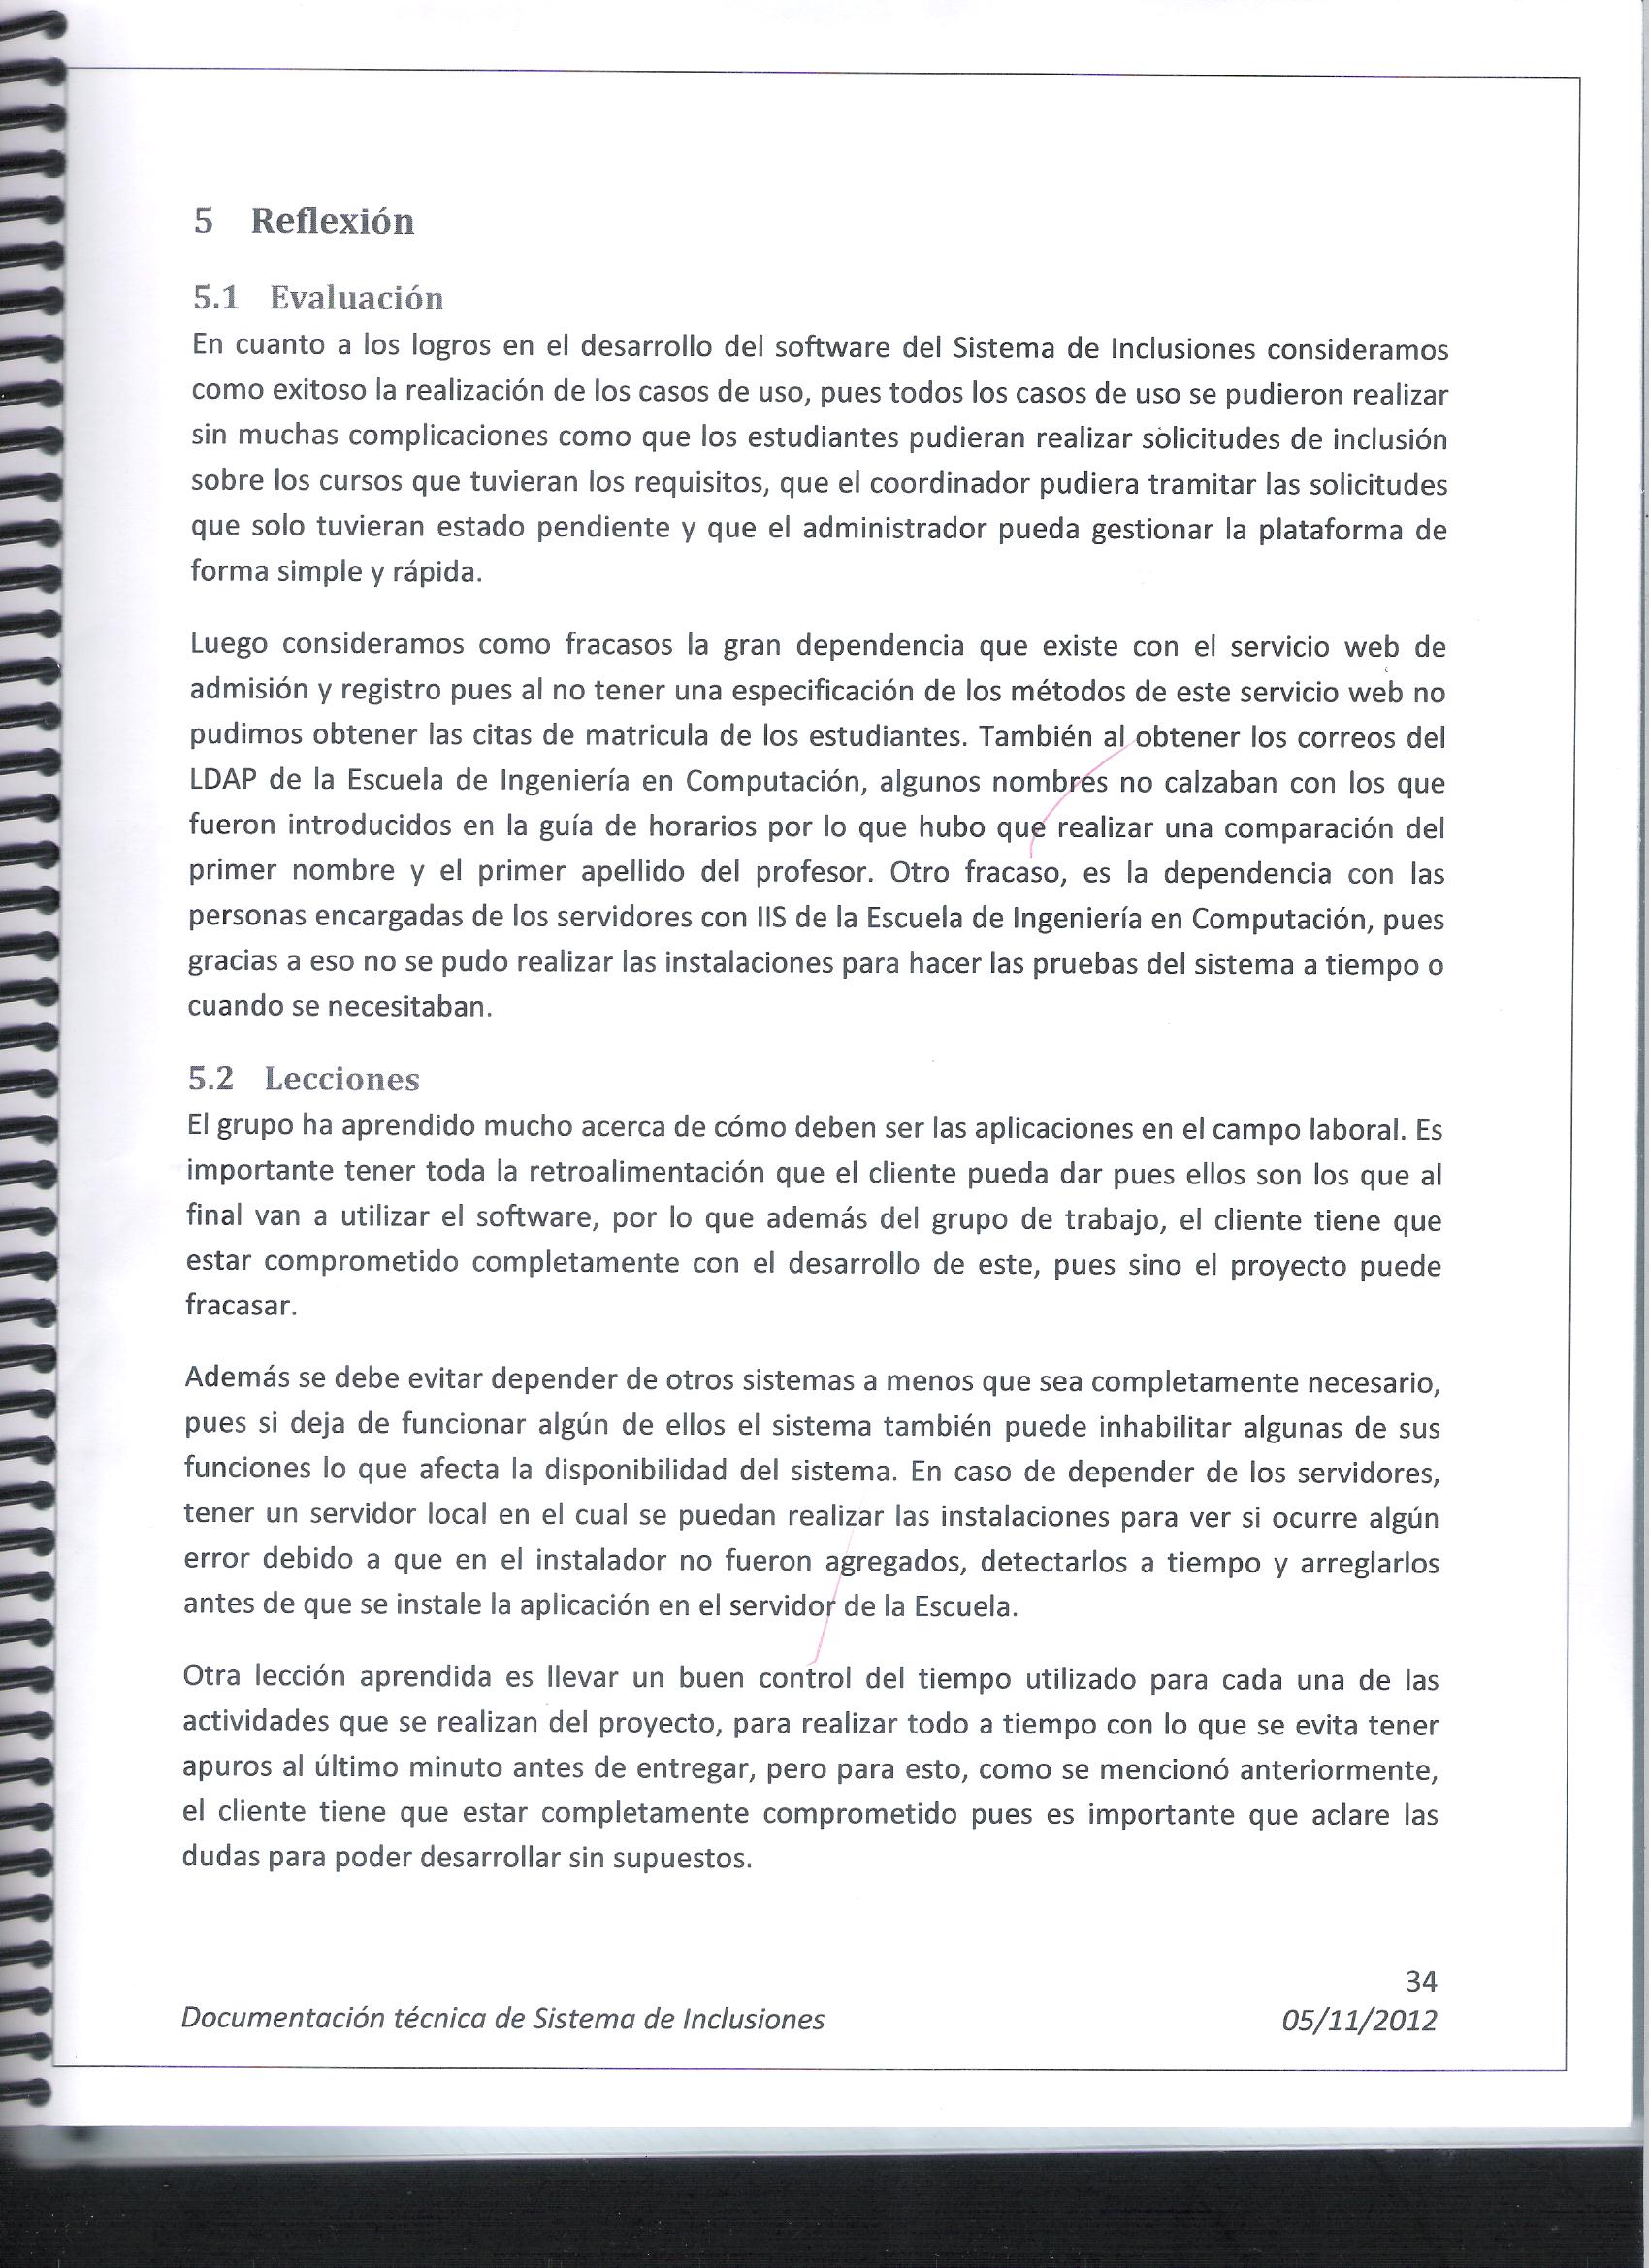 5 Reflexión
5.1 Evaluación
En cuanto a los logros en el desarrollo del software del Sistema de Inclusiones consideramos
como exitoso la realización de los casos de uso, pues todos los casos de uso se pudieron realizar
sin muchas complicaciones como que los estudiantes pudieran realizar solicitudes de inclusión
sobre los cursos que tuvieran los requisitos, que el coordinador pudiera tramitar las solicitudes
que solo tuvieran estado pendiente y que el administrador pueda gestionar la plataforma de
forma simple y rápida.
Luego consideramos como fracasos la gran dependencia que existe con el servicio web de
admisión y registro pues al no tener una especificación de los métodos de este servicio web no
pudimos obtener las citas de matricula de los estudiantes. También al obtener los correos del
LDAP de la Escuela de Ingeniería en Computación, algunos nombres no calzaban con los que
fueron introducidos en la guía de horarios por lo que hubo que realizar una comparación del
primer nombre y el primer apellido del profesor. Otro fracaso, es la dependencia con las
personas encargadas de los servidores con IIS de la Escuela de Ingeniería en Computación, pues
gracias a eso no se pudo realizar las instalaciones para hacer las pruebas del sistema a tiempo o
cuando se necesitaban.
5.2 Lecciones
El grupo ha aprendido mucho acerca de cómo deben ser las aplicaciones en el campo laboral. Es
importante tener toda la retroalimentación que el cliente pueda dar pues ellos son los que al
final van a utilizar el software, por lo que además del grupo de trabajo, el cliente tiene que
estar comprometido completamente con el desarrollo de este, pues sino el proyecto puede
fracasar.
Además se debe evitar depender de otros sistemas a menos que sea completamente necesario,
pues si deja de funcionar algún de ellos el sistema también puede inhabilitar algunas de sus
funciones lo que afecta la disponibilidad del sistema. En caso de depender de los servidores,
tener un servidor local en el cual se puedan realizar las instalaciones para ver si ocurre algún
error debido a que en el instalador no fueron agregados, detectarlos a tiempo y arreglarlos
antes de que se instale la aplicación en el servidor de la Escuela.
Otra lección aprendida es llevar un buen control del tiempo utilizado para cada una de las
actividades que se realizan del proyecto, para realizar todo a tiempo con lo que se evita tener
apuros al último minuto antes de entregar, pero para esto, como se mencionó anteriormente,
el cliente tiene que estar completamente comprometido pues es importante que aclare las
dudas para poder desarrollar sin supuestos.
34
Documentación técnica de Sistema de Inclusiones 05/11/2012